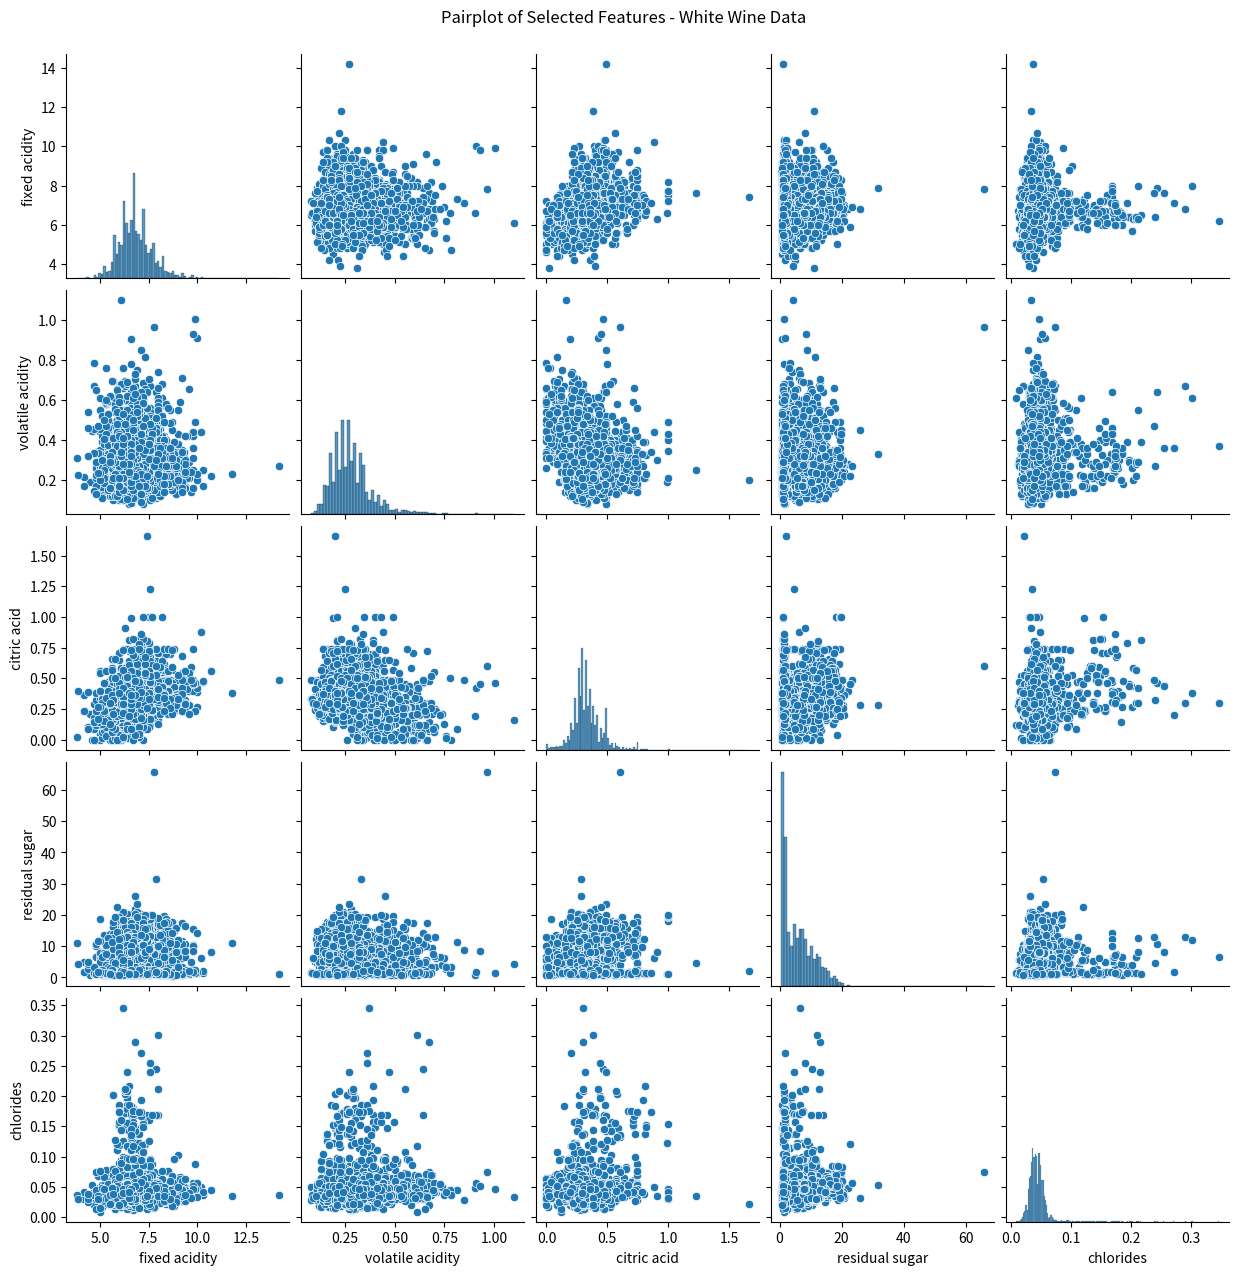 Pairplot of Selected Features - White Wine Data
fixed acidity
14
12
10
8
6
4
volatile acidity
1.0
0.8
0.6
0.4
0.2
citric acid
1.50
1.25
1.00
0.75
0.50
0.25
0.00
residual sugar
60
50
40
30
20
10
0
chlorides
0.35
0.30
0.25
0.20
0.15
0.10
0.05
0.00
5.0 7.5 10.0 12.5
0.25 0.50 0.75 1.00
0.0 0.5 1.0 1.5
0 20 40 60
0.0 0.1 0.2 0.3
fixed acidity
volatile acidity
citric acid
residual sugar
chlorides